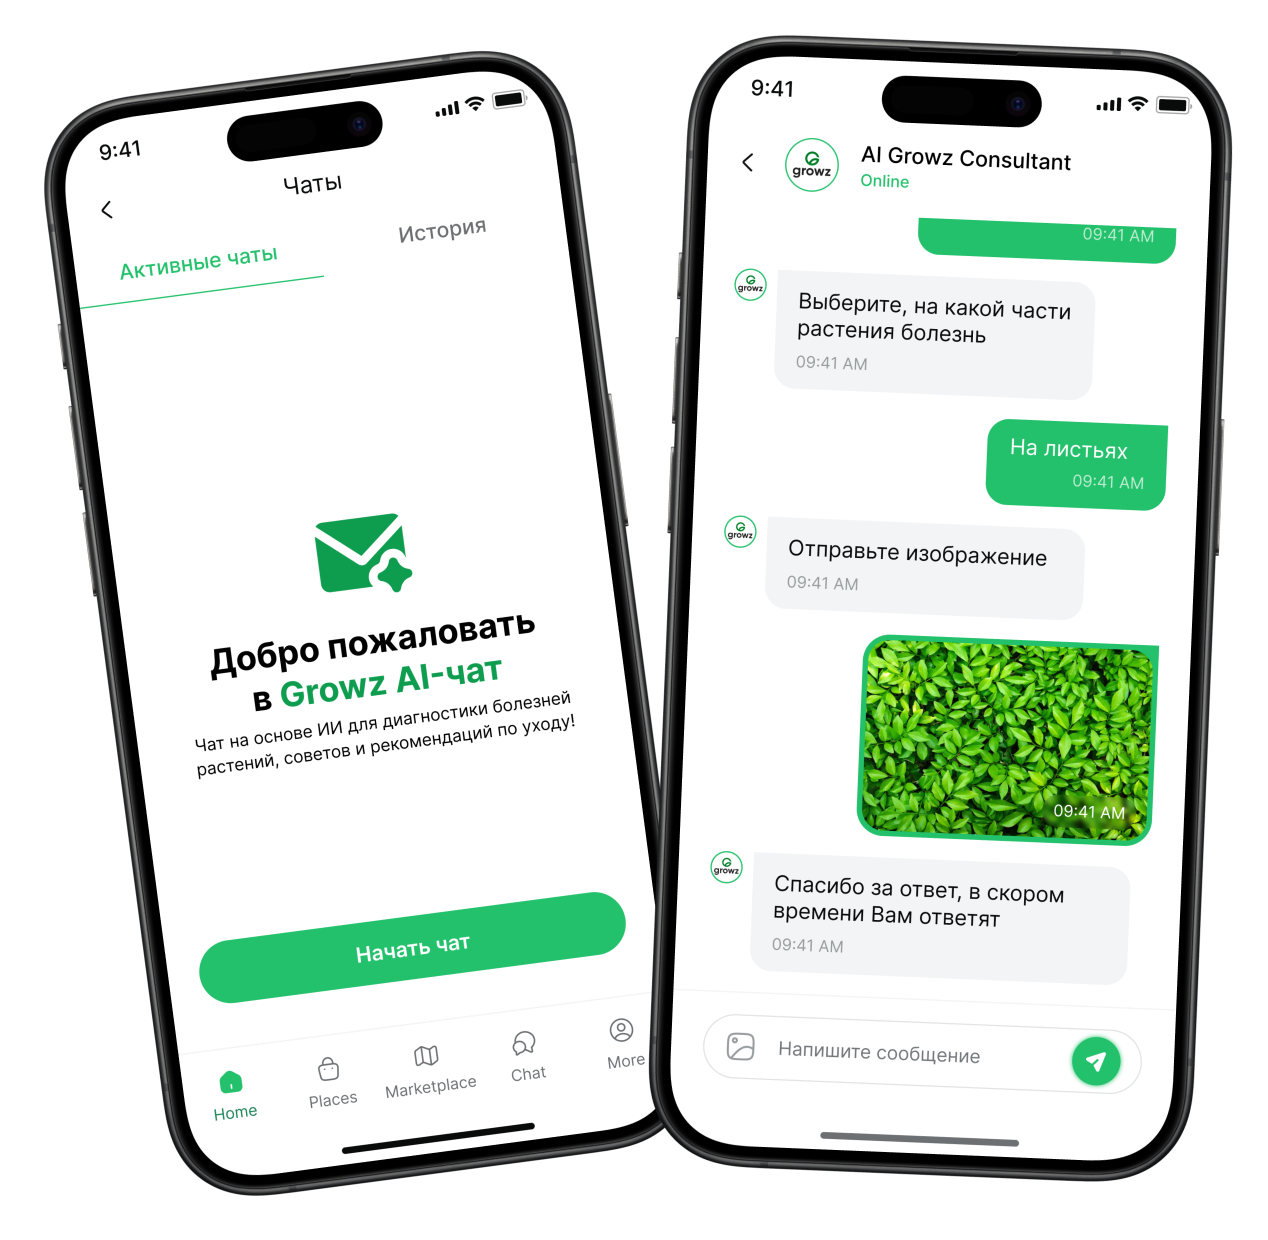 9:41
Чаты
Активные чаты
История
Добро пожаловать
в Growz AI-чат
Чат на основе ИИ для диагностики болезней
растений, советов и рекомендаций по уходу!
Начать чат
Home
Places
Marketplace
Chat
More
9:41
growz
AI Growz Consultant
Online
09:41 AM
growz
Выберите, на какой части
растения болезнь
09:41 AM
На листьях
09:41 AM
growz
Отправьте изображение
09:41 AM
09:41 AM
growz
Спасибо за ответ, в скором
времени Вам ответят
09:41 AM
Напишите сообщение